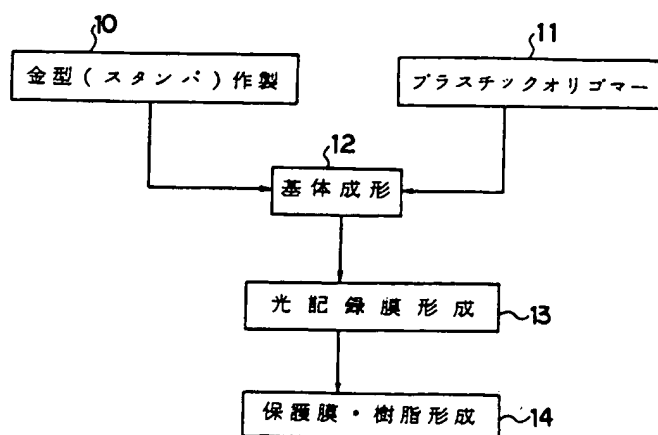 10
金型(スタンパ)作製
11
プラスチックオリゴマー
12
基体成形
光記録膜形成
13
保護膜・樹脂形成
14